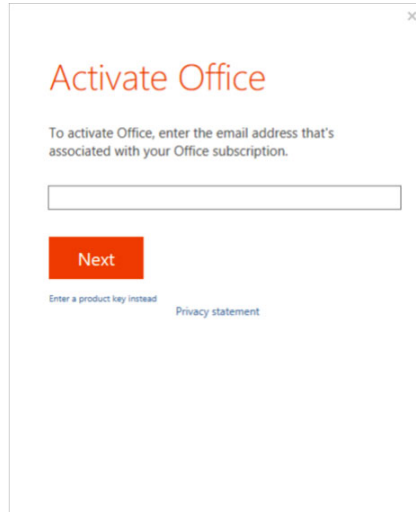 Activate Office
To activate Office, enter the email address that's
associated with your Office subscription.
Next
Enter a product key instead
Privacy statement